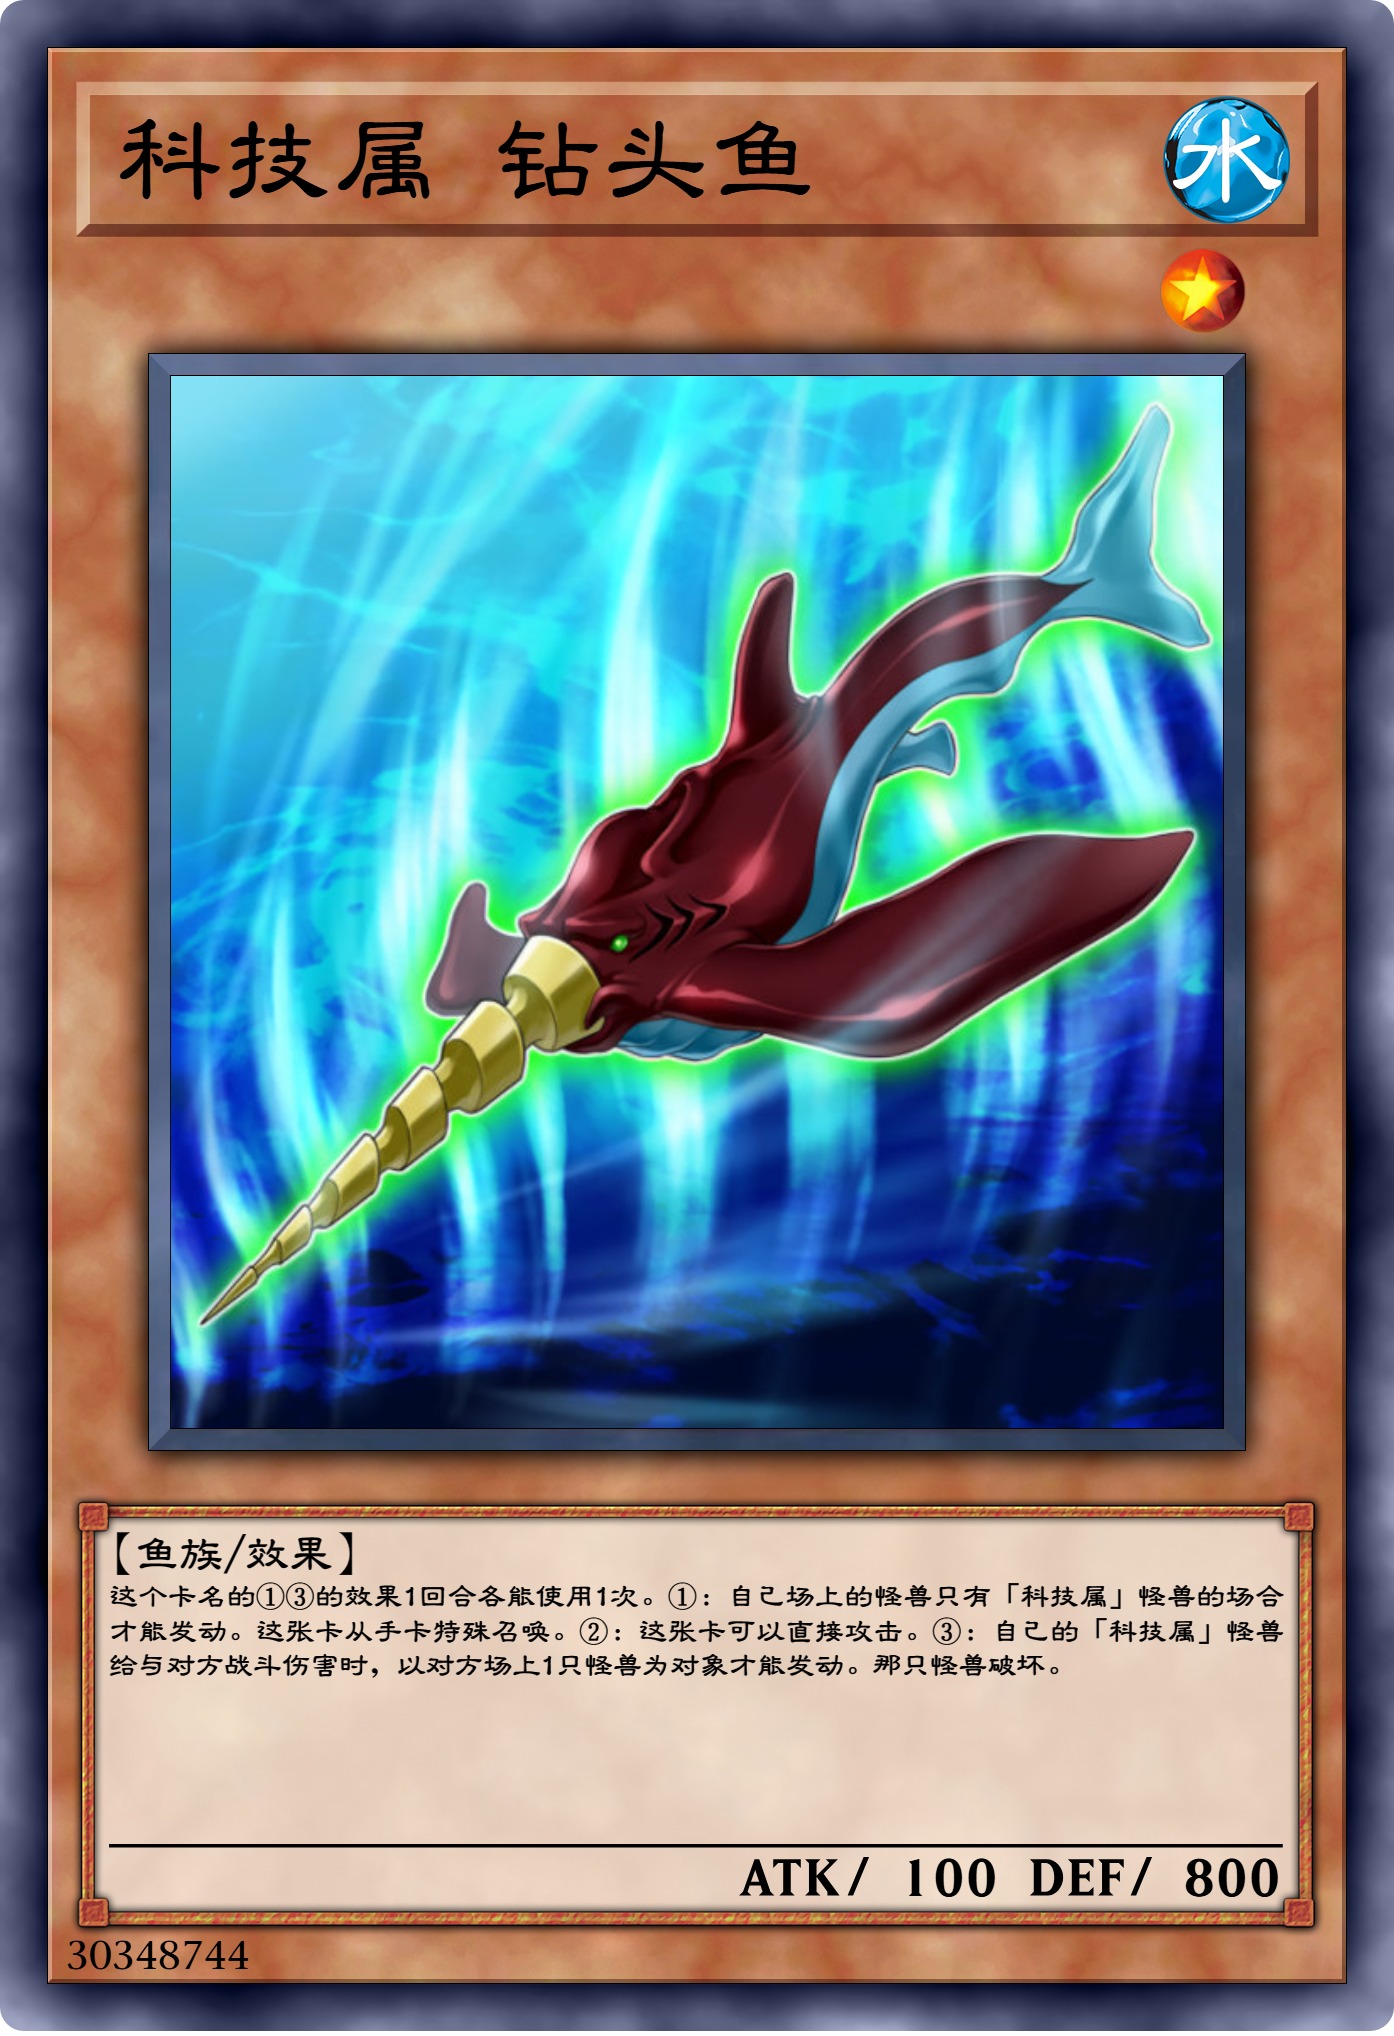 科技属 钻头鱼
水
【鱼族/效果】
这个卡名的①③的效果1回合各能使用1次。①：自己场上的怪兽只有「科技属」怪兽的场合
才能发动。这张卡从手卡特殊召唤。②：这张卡可以直接攻击。③：自己的「科技属」怪兽
给与对方战斗伤害时，以对方场上1只怪兽为对象才能发动。那只怪兽破坏。
ATK/ 100 DEF/ 800
30348744